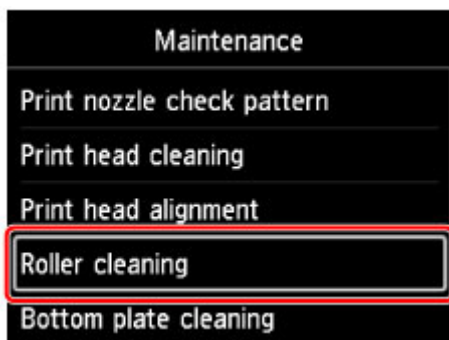 Maintenance
Print nozzle check pattern
Print head cleaning
Print head alignment
Roller cleaning
Bottom plate cleaning